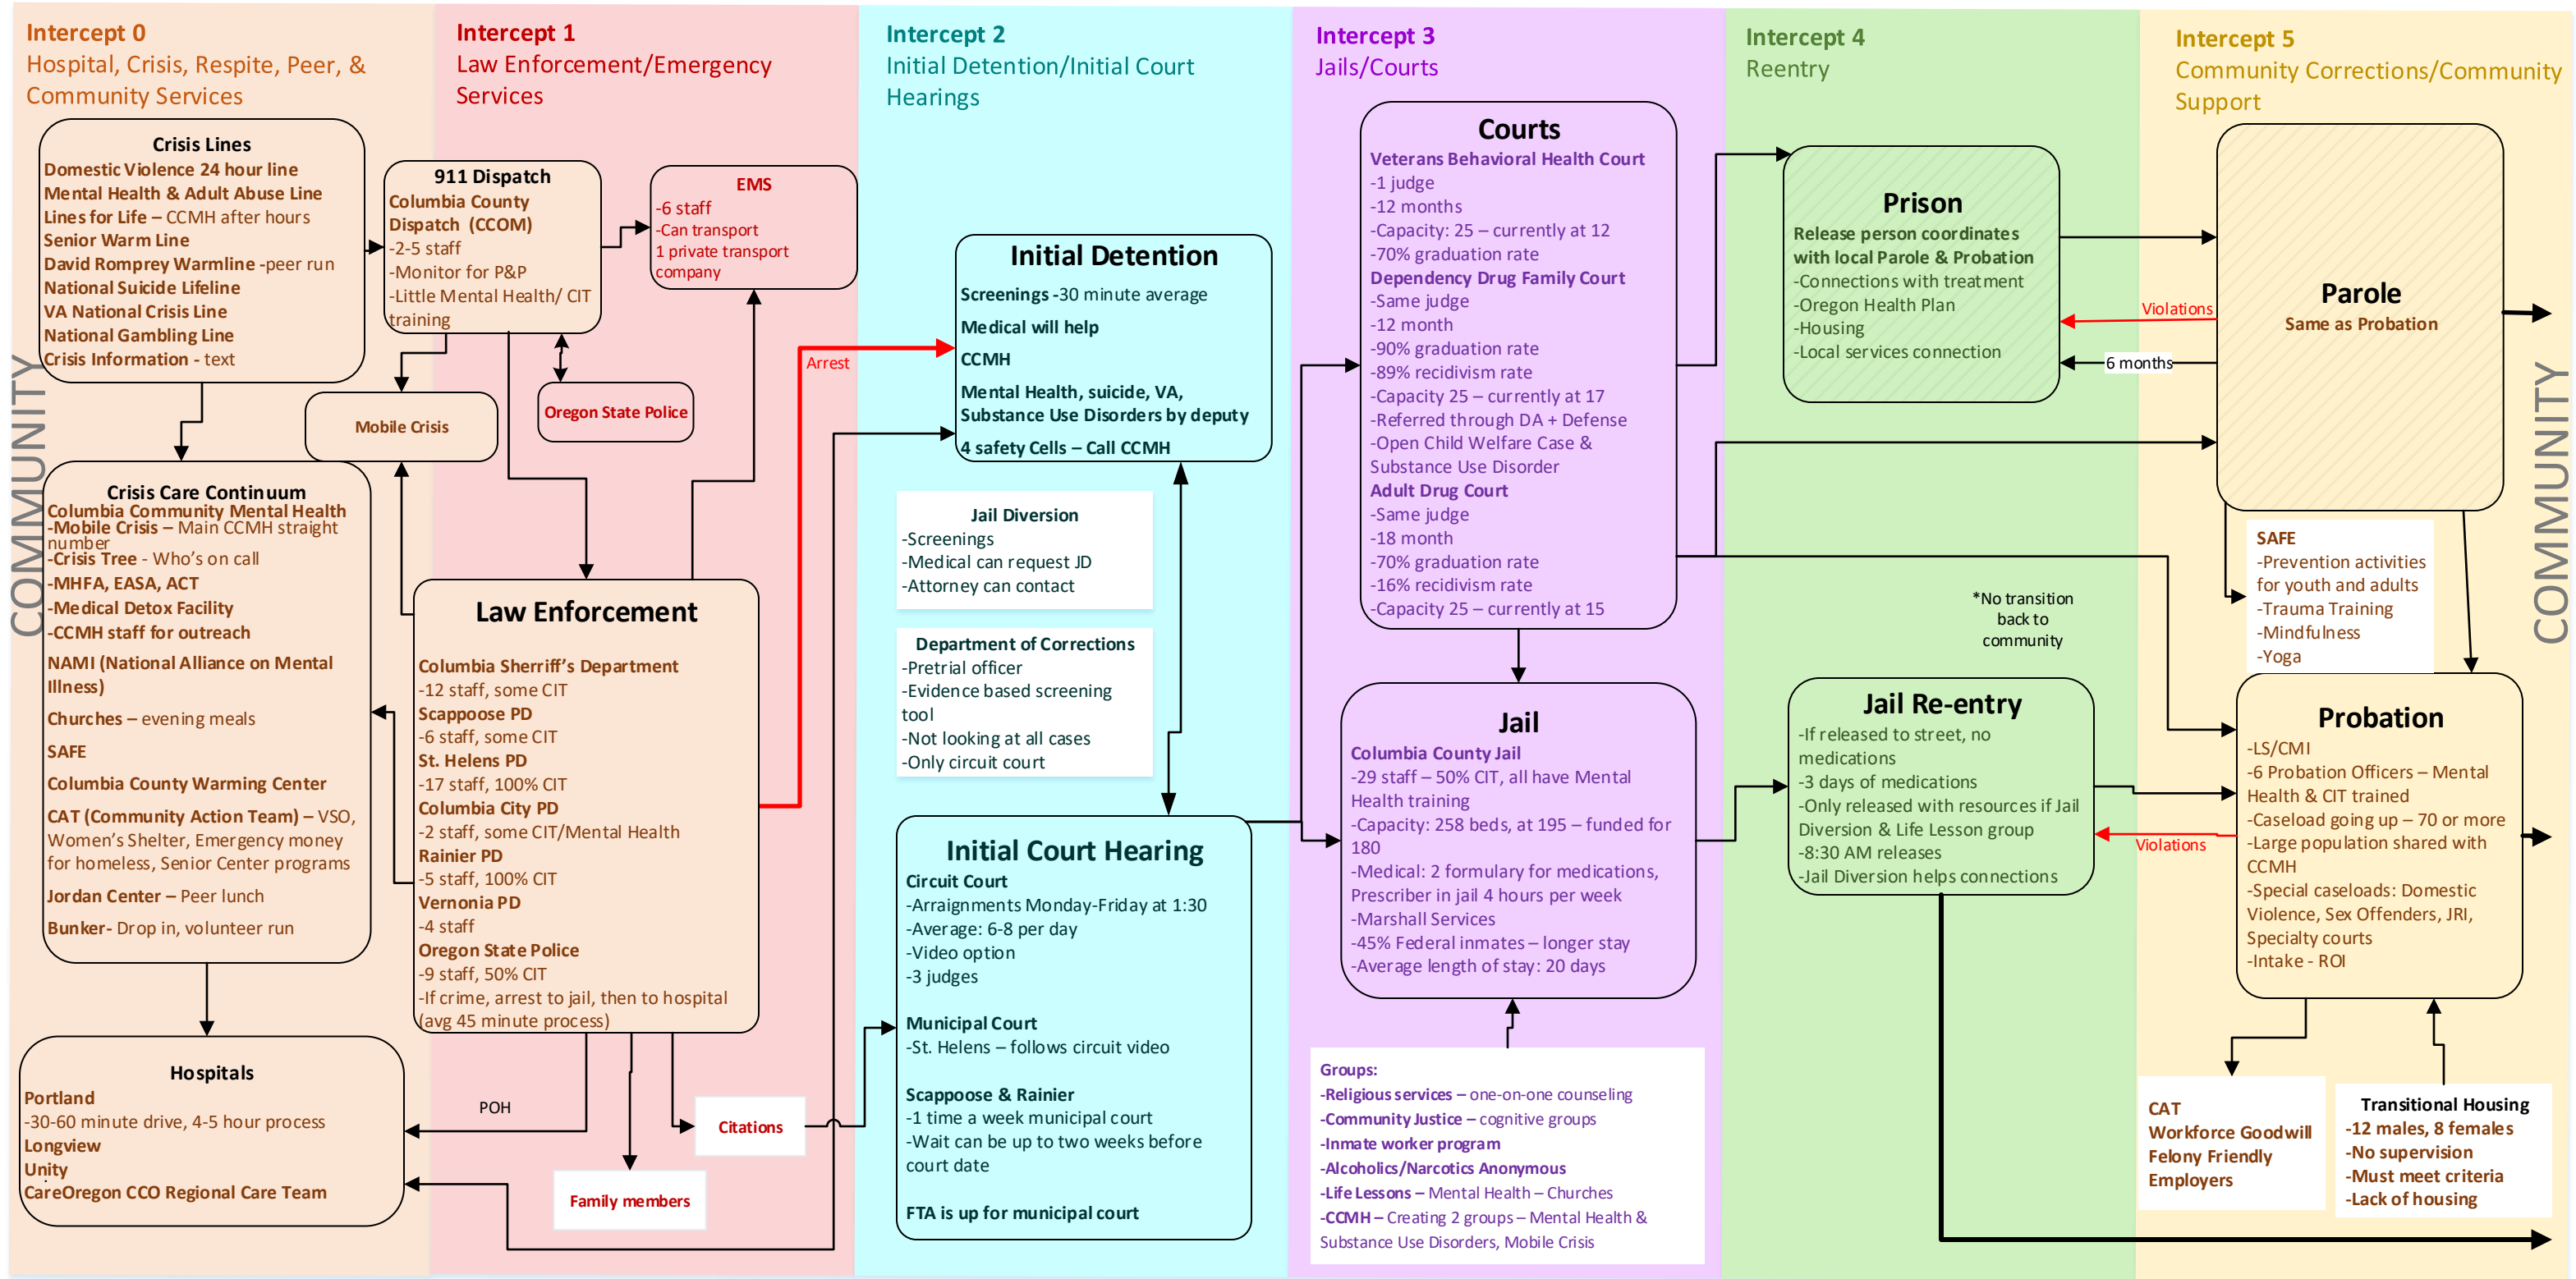 Intercept 0
Hospital, Crisis, Respite, Peer, &
Community Services
Intercept 1
Law Enforcement/Emergency
Services
Intercept 2
Initial Detention/Initial Court
Hearings
Intercept 3
Jails/Courts
Intercept 4
Reentry
Intercept 5
Community Corrections/Community
Support
COMMUNITY
Crisis Lines
Domestic Violence 24 hour line
Mental Health & Adult Abuse Line
Lines for Life – CCMH after hours
Senior Warm Line
David Romprey Warmline -peer run
National Suicide Lifeline
VA National Crisis Line
National Gambling Line
Crisis Information - text
Crisis Care Continuum
Columbia Community Mental Health
-Mobile Crisis – Main CCMH straight
number
-Crisis Tree - Who's on call
-MHFA, EASA, ACT
-Medical Detox Facility
-CCMH staff for outreach
NAMI (National Alliance on Mental
Illness)
Churches – evening meals
SAFE
Columbia County Warming Center
CAT (Community Action Team) – VSO,
Women's Shelter, Emergency money
for homeless, Senior Center programs
Jordan Center – Peer lunch
Bunker- Drop in, volunteer run
Hospitals
Portland
-30-60 minute drive, 4-5 hour process
Longview
Unity
CareOregon CCO Regional Care Team
911 Dispatch
Columbia County
Dispatch (CCOM)
-2-5 staff
-Monitor for P&P
-Little Mental Health/ CIT
training
Mobile Crisis
EMS
-6 staff
-Can transport
1 private transport
company
Oregon State Police
Arrest
Law Enforcement
Columbia Sherriff's Department
-12 staff, some CIT
Scappoose PD
-6 staff, some CIT
St. Helens PD
-17 staff, 100% CIT
Columbia City PD
-2 staff, some CIT/Mental Health
Rainier PD
-5 staff, 100% CIT
Vernonia PD
-4 staff
Oregon State Police
-9 staff, 50% CIT
-If crime, arrest to jail, then to hospital
(avg 45 minute process)
POH
Citations
Family members
Initial Detention
Screenings -30 minute average
Medical will help
CCMH
Mental Health, suicide, VA,
Substance Use Disorders by deputy
4 safety Cells – Call CCMH
Jail Diversion
-Screenings
-Medical can request JD
-Attorney can contact
Department of Corrections
-Pretrial officer
-Evidence based screening
tool
-Not looking at all cases
-Only circuit court
Initial Court Hearing
Circuit Court
-Arraignments Monday-Friday at 1:30
-Average: 6-8 per day
-Video option
-3 judges
Municipal Court
-St. Helens – follows circuit video
Scappoose & Rainier
-1 time a week municipal court
-Wait can be up to two weeks before
court date
FTA is up for municipal court
Courts
Veterans Behavioral Health Court
-1 judge
-12 months
-Capacity: 25 – currently at 12
-70% graduation rate
Dependency Drug Family Court
-Same judge
-12 month
-90% graduation rate
-89% recidivism rate
-Capacity 25 – currently at 17
-Referred through DA + Defense
-Open Child Welfare Case &
Substance Use Disorder
Adult Drug Court
-Same judge
-18 month
-70% graduation rate
-16% recidivism rate
-Capacity 25 – currently at 15
Jail
Columbia County Jail
-29 staff – 50% CIT, all have Mental
Health training
-Capacity: 258 beds, at 195 – funded for
180
-Medical: 2 formulary for medications,
Prescriber in jail 4 hours per week
-Marshall Services
-45% Federal inmates – longer stay
-Average length of stay: 20 days
Groups:
-Religious services – one-on-one counseling
-Community Justice – cognitive groups
-Inmate worker program
-Alcoholics/Narcotics Anonymous
-Life Lessons – Mental Health – Churches
-CCMH – Creating 2 groups – Mental Health &
Substance Use Disorders, Mobile Crisis
Prison
Release person coordinates
with local Parole & Probation
-Connections with treatment
-Oregon Health Plan
-Housing
-Local services connection
Violations
6 months
*No transition
back to
community
Jail Re-entry
-If released to street, no
medications
-3 days of medications
-Only released with resources if Jail
Diversion & Life Lesson group
-8:30 AM releases
-Jail Diversion helps connections
Violations
Parole
Same as Probation
SAFE
-Prevention activities
for youth and adults
-Trauma Training
-Mindfulness
-Yoga
Probation
-LS/CMI
-6 Probation Officers – Mental
Health & CIT trained
-Caseload going up – 70 or more
-Large population shared with
CCMH
-Special caseloads: Domestic
Violence, Sex Offenders, JRI,
Specialty courts
-Intake - ROI
CAT
Workforce Goodwill
Felony Friendly
Employers
Transitional Housing
-12 males, 8 females
-No supervision
-Must meet criteria
-Lack of housing
COMMUNITY